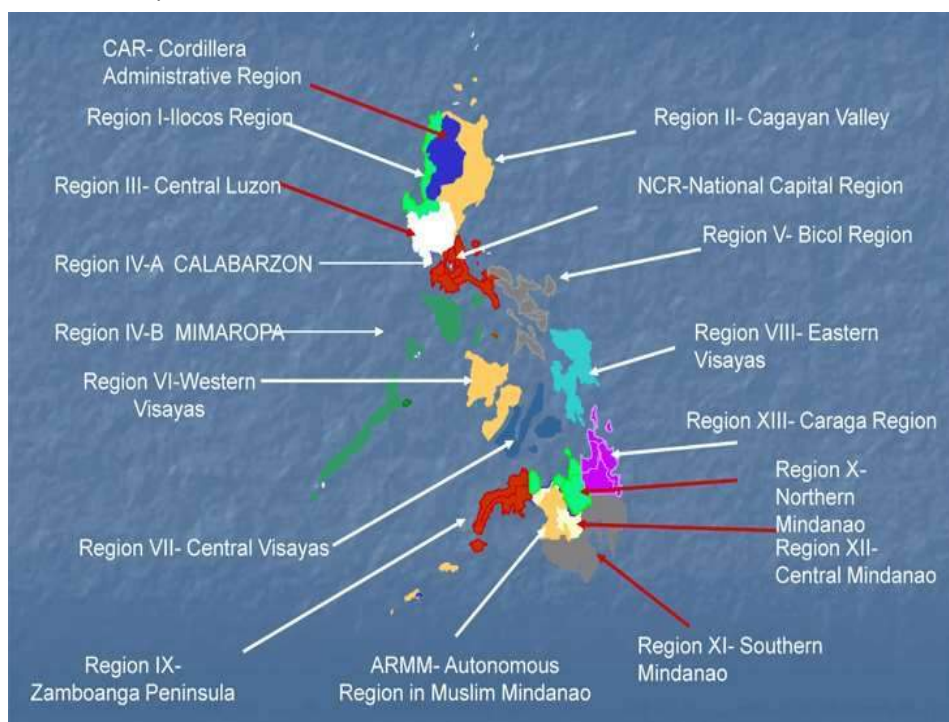 CAR- Cordillera
Administrative Region
Region I-Ilocos Region
Region II- Cagayan Valley
Region III- Central Luzon
NCR-National Capital Region
Region V- Bicol Region
Region IV-A CALABARZON
Region IV-B MIMAROPA
Region VIII- Eastern
Visayas
Region VI-Western
Visayas
Region XIII- Caraga Region
Region X-
Northern
Mindanao
Region XII-
Central Mindanao
Region VII- Central Visayas
Region XI- Southern
Mindanao
Region IX-
Zamboanga Peninsula
ARMM- Autonomous
Region in Muslim Mindanao